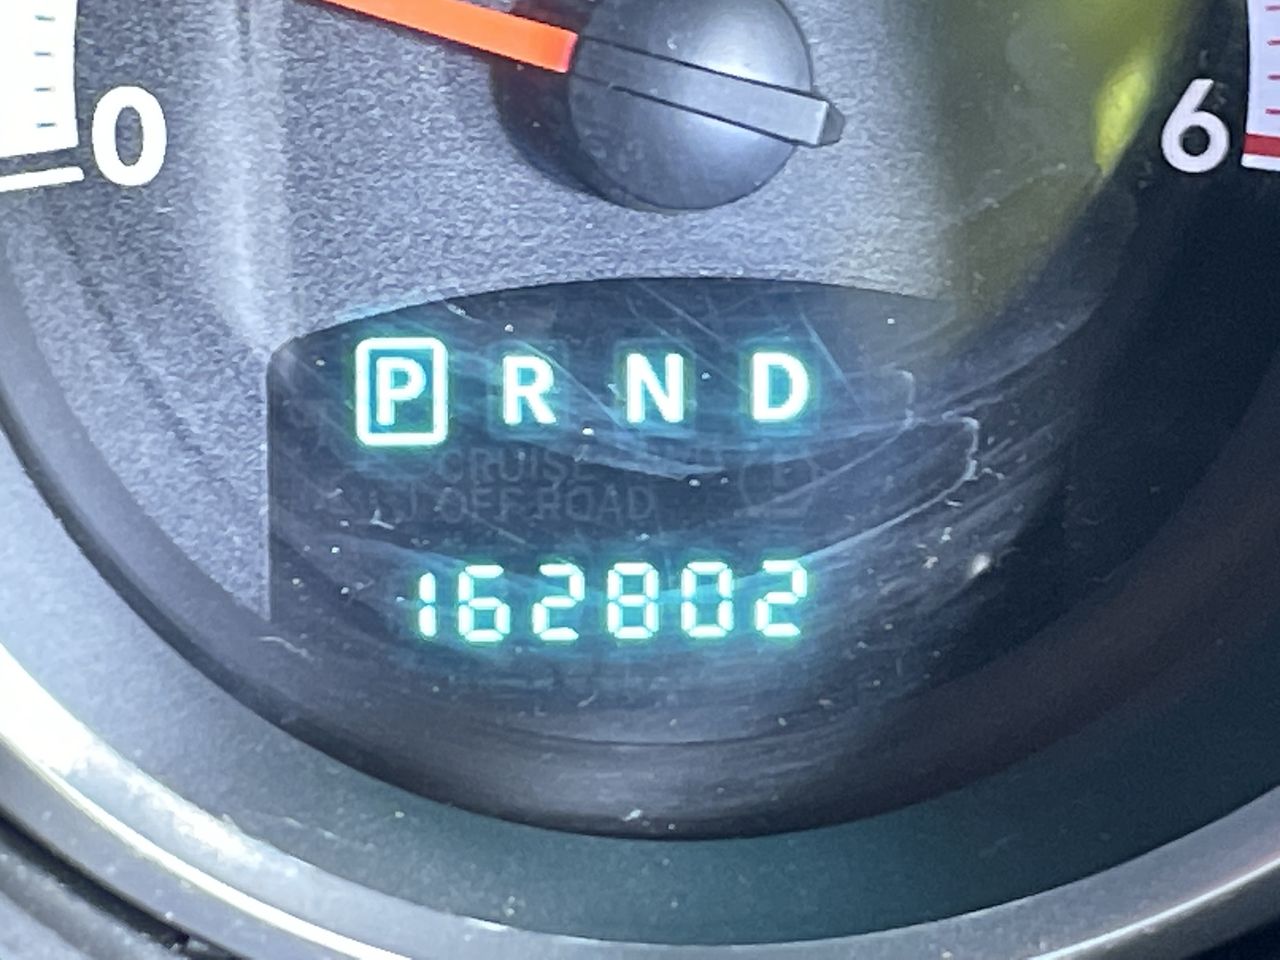 0
6
P R N D
CRUISE
OFF ROAD
162802